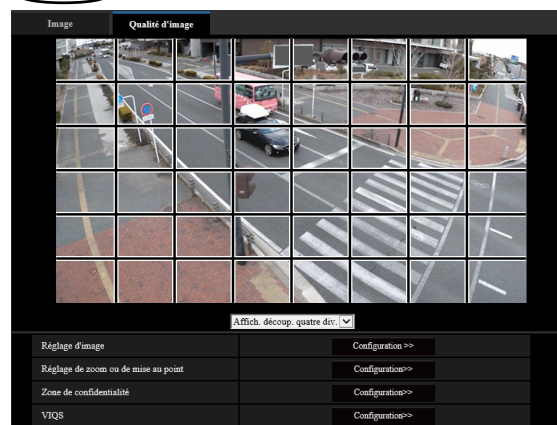 Image
Qualité d'image
Affich. découp. quatre div.
Réglage d'image
Configuration >>
Réglage de zoom ou de mise au point
Configuration>>
Zone de confidentialité
Configuration>>
VIQS
Configuration>>